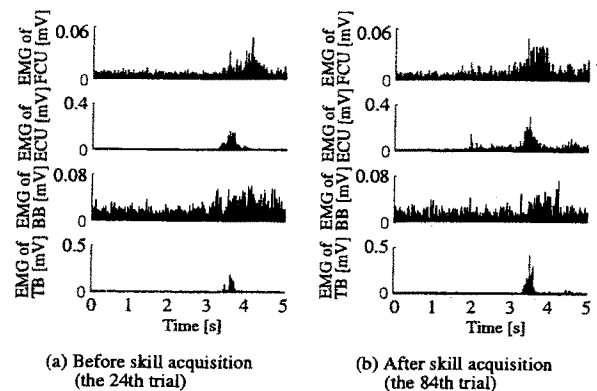 0.06
EMG of
FCU [mV]
0
0.4
EMG of
ECU [mV]
0
0.08
EMG of
BB [mV]
0
0.5
EMG of
TB [mV]
0
0 1 2 3 4 5
Time [s]
(a) Before skill acquisition
(the 24th trial)
0.06
EMG of
FCU [mV]
0
0.4
EMG of
ECU [mV]
0
0.08
EMG of
BB [mV]
0
0.5
EMG of
TB [mV]
0
0 1 2 3 4 5
Time [s]
(b) After skill acquisition
(the 84th trial)